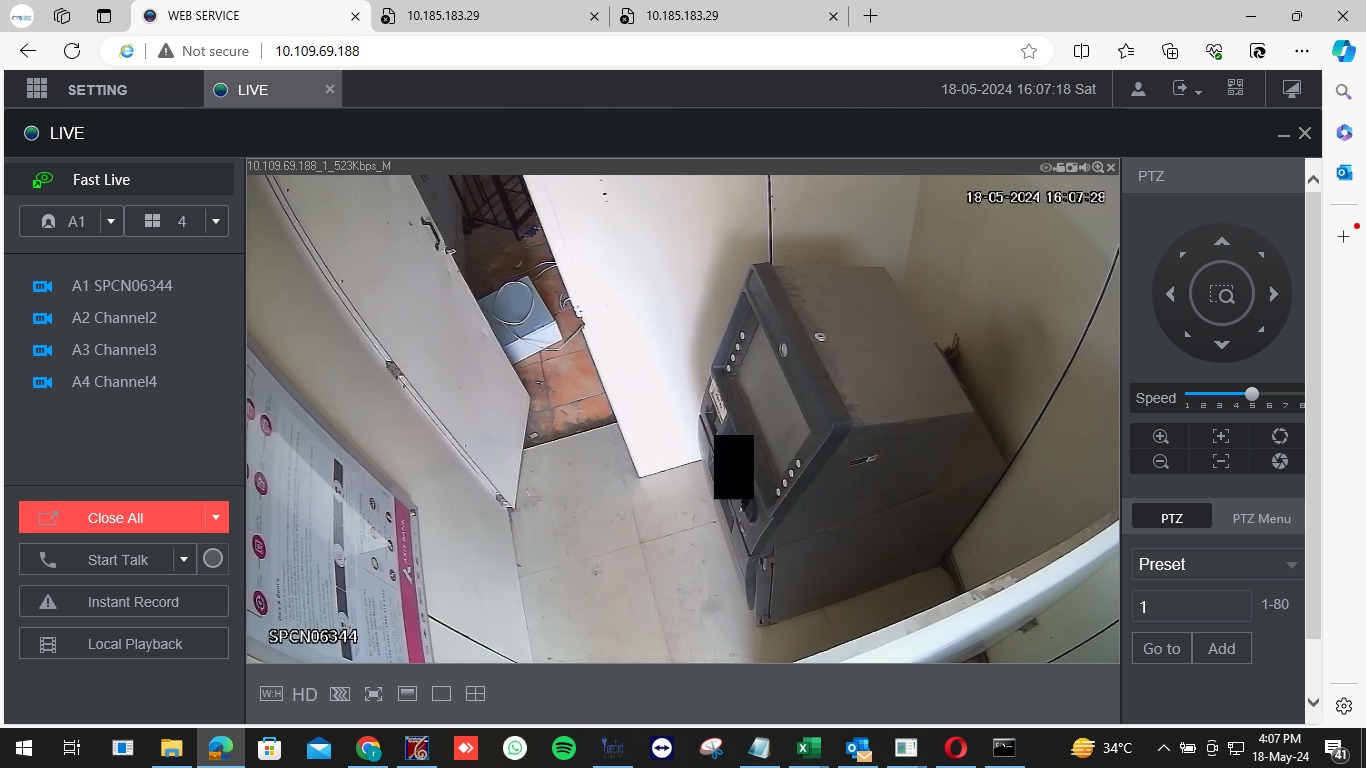 WEB SERVICE
10.185.183.29
10.185.183.29
Not secure
10.109.69.188
SETTING
LIVE
18-05-2024 16:07:18 Sat
LIVE
10.109.69.188_1_523Kbps_M
PTZ
Fast Live
18-05-2024 16:07:28
A1
4
A1 SPCN06344
A2 Channel2
A3 Channel3
A4 Channel4
Speed
1 2 3 4 5 6 7 8
Close All
PTZ
PTZ Menu
Start Talk
Preset
AXIS BANK
Instant Record
1
1-80
SPCN06344
Local Playback
Go to
Add
W:H
HD
34°C
4:07 PM
18-May-24
41